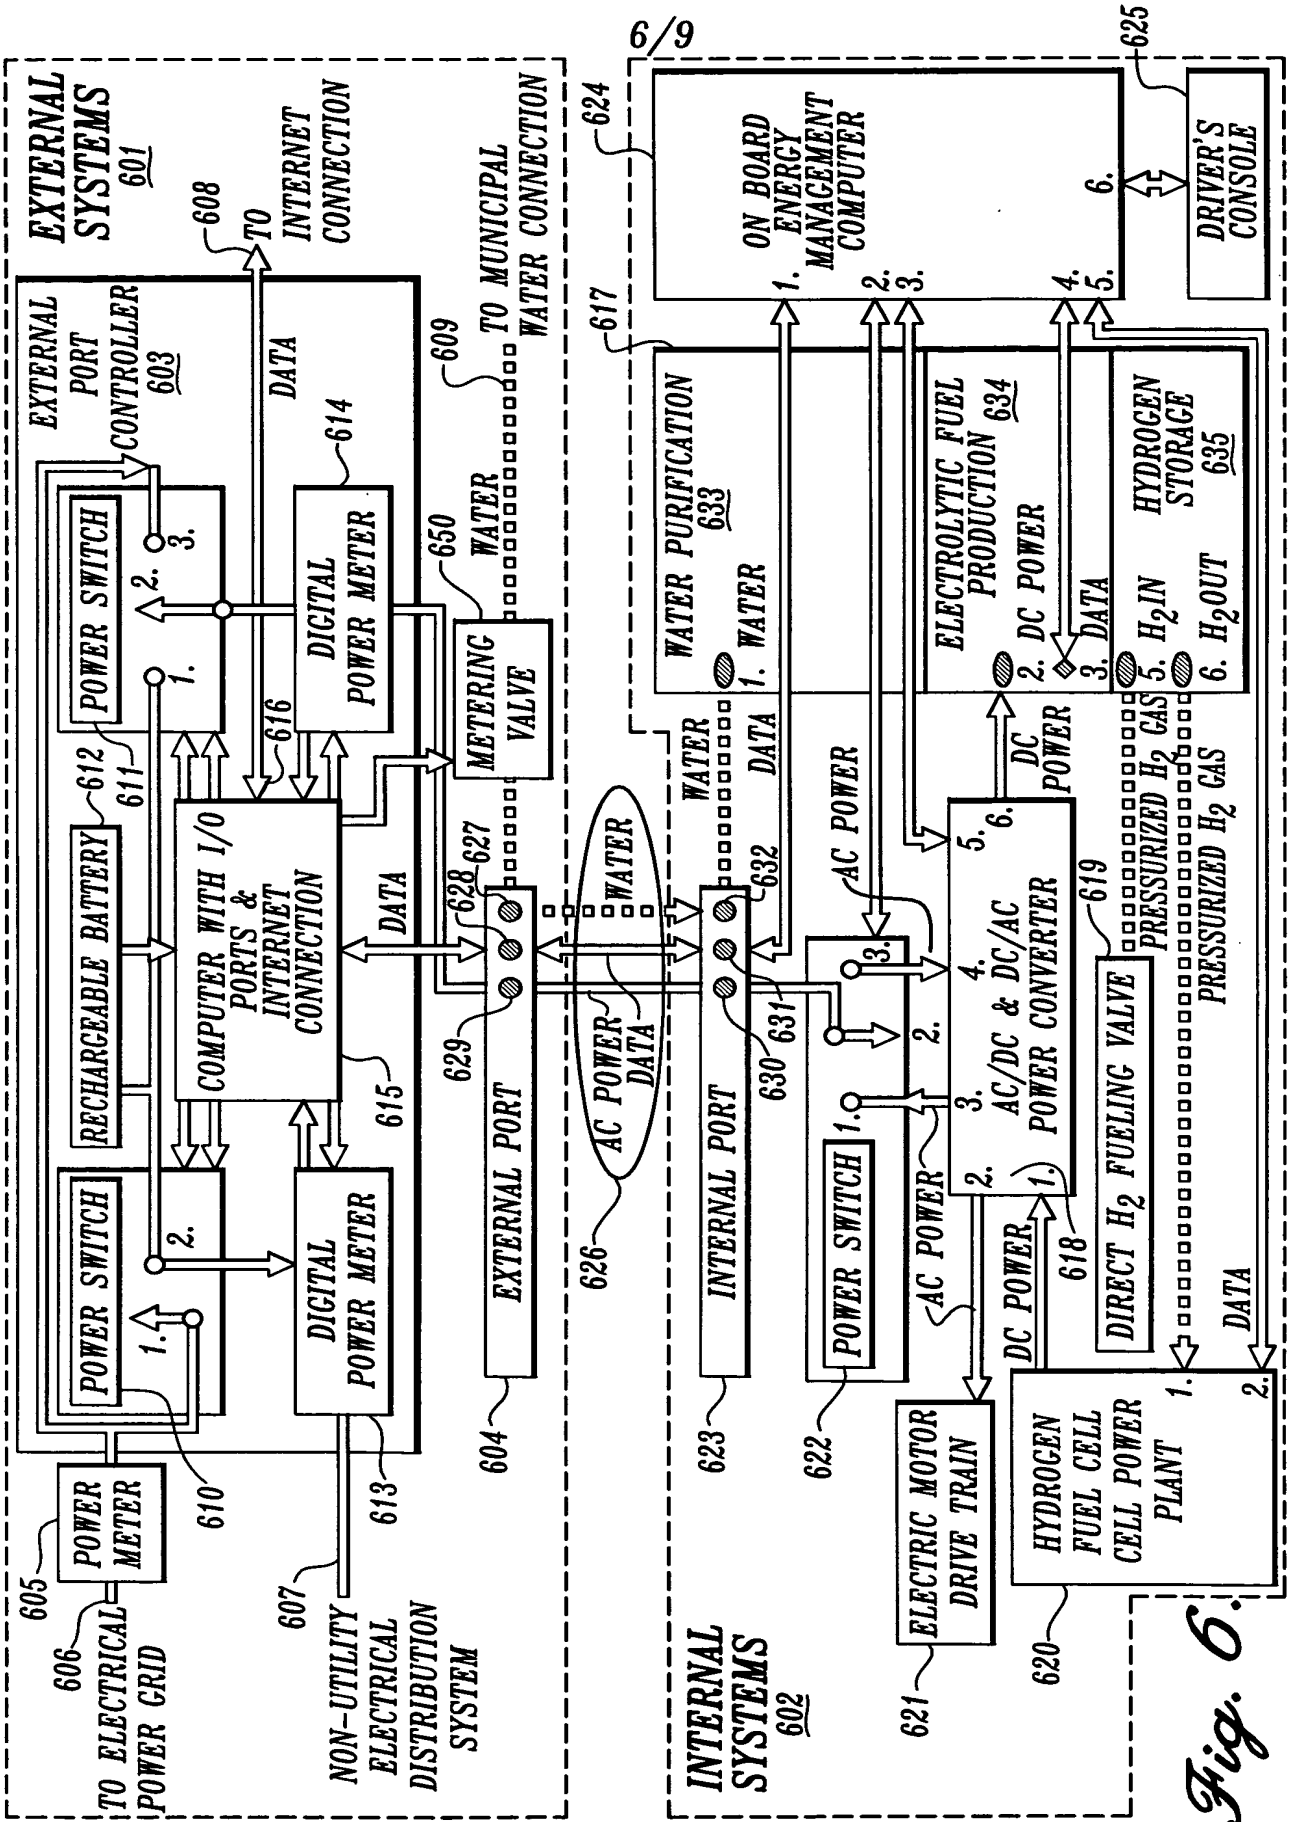 6/9
EXTERNAL
SYSTEMS
601
EXTERNAL
PORT
CONTROLLER
603
608
TO
INTERNET
CONNECTION
DATA
TO MUNICIPAL
WATER CONNECTION
609
WATER
650
METERING
VALVE
614
DIGITAL
POWER METER
POWER SWITCH
1.
2.
3.
611
612
RECHARGEABLE BATTERY
616
COMPUTER WITH I/O
PORTS &
INTERNET
CONNECTION
615
DATA
POWER SWITCH
1.
2.
610
DIGITAL
POWER METER
613
605
POWER
METER
606
TO ELECTRICAL
POWER GRID
607
NON-UTILITY
ELECTRICAL
DISTRIBUTION
SYSTEM
627
628
629
EXTERNAL PORT
604
WATER
AC POWER
DATA
626
INTERNAL
SYSTEMS
602
INTERNAL PORT
623
630
631
632
WATER
DATA
POWER SWITCH
1.
2.
3.
622
AC POWER
AC POWER
AC/DC & DC/AC
POWER CONVERTER
1.
2.
3.
4.
5.
6.
618
DC POWER
DC
POWER
ELECTRIC MOTOR
DRIVE TRAIN
621
HYDROGEN
FUEL CELL
CELL POWER
PLANT
1.
2.
620
DIRECT H2 FUELING VALVE
619
PRESSURIZED H2 GAS
PRESSURIZED H2 GAS
DATA
617
WATER PURIFICATION
633
1. WATER
ELECTROLYTIC FUEL
PRODUCTION 634
2. DC POWER
3. DATA
HYDROGEN
STORAGE
635
5. H2IN
6. H2OUT
624
ON BOARD
ENERGY
MANAGEMENT
COMPUTER
1.
2.
3.
4.
5.
6.
625
DRIVER'S
CONSOLE
Fig. 6.